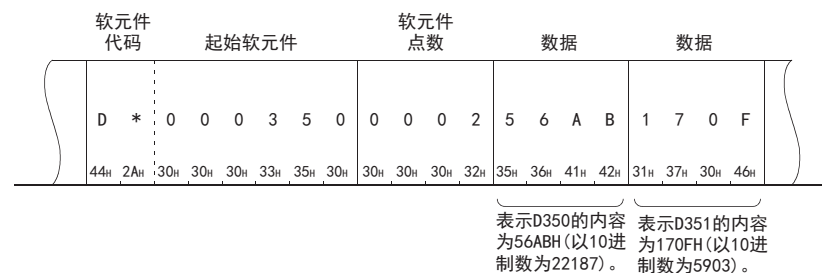 软元件
代码
起始软元件
软元件
点数
数据
数据
D * 0 0 0 3 5 0 0 0 0 2 5 6 A B 1 7 0 F
44H 2AH 30H 30H 30H 33H 35H 30H 30H 30H 30H 32H 35H 36H 41H 42H 31H 37H 30H 46H
表示D350的内容
为56ABH(以10进
制数为22187)。
表示D351的内容
为170FH(以10进
制数为5903)。